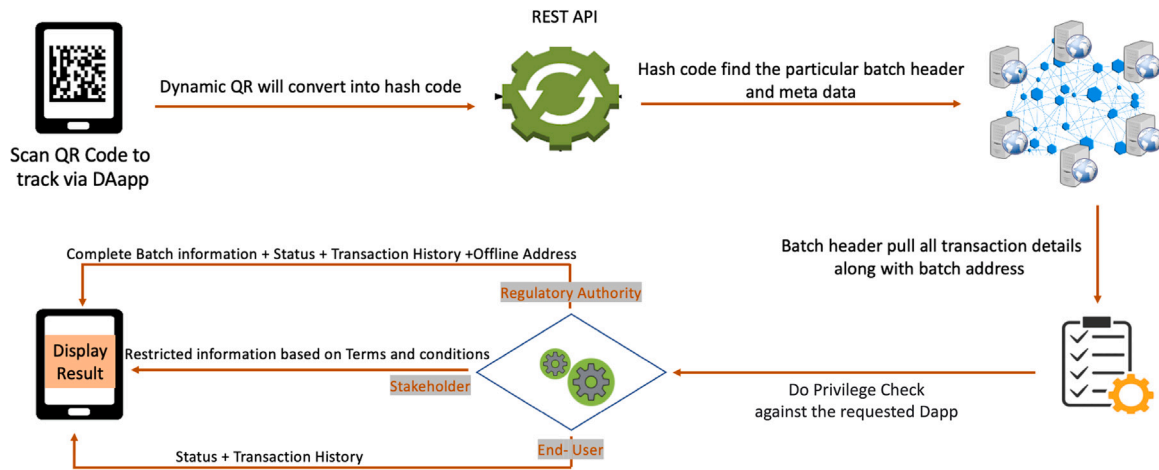 REST API
Dynamic QR will convert into hash code
Hash code find the particular batch header
and meta data
Scan QR Code to
track via DAapp
Batch header pull all transaction details
along with batch address
Complete Batch information + Status + Transaction History +Offline Address
Regulatory Authority
Display
Result
Restricted information based on Terms and conditions
Stakeholder
Do Privilege Check
against the requested Dapp
End- User
Status + Transaction History